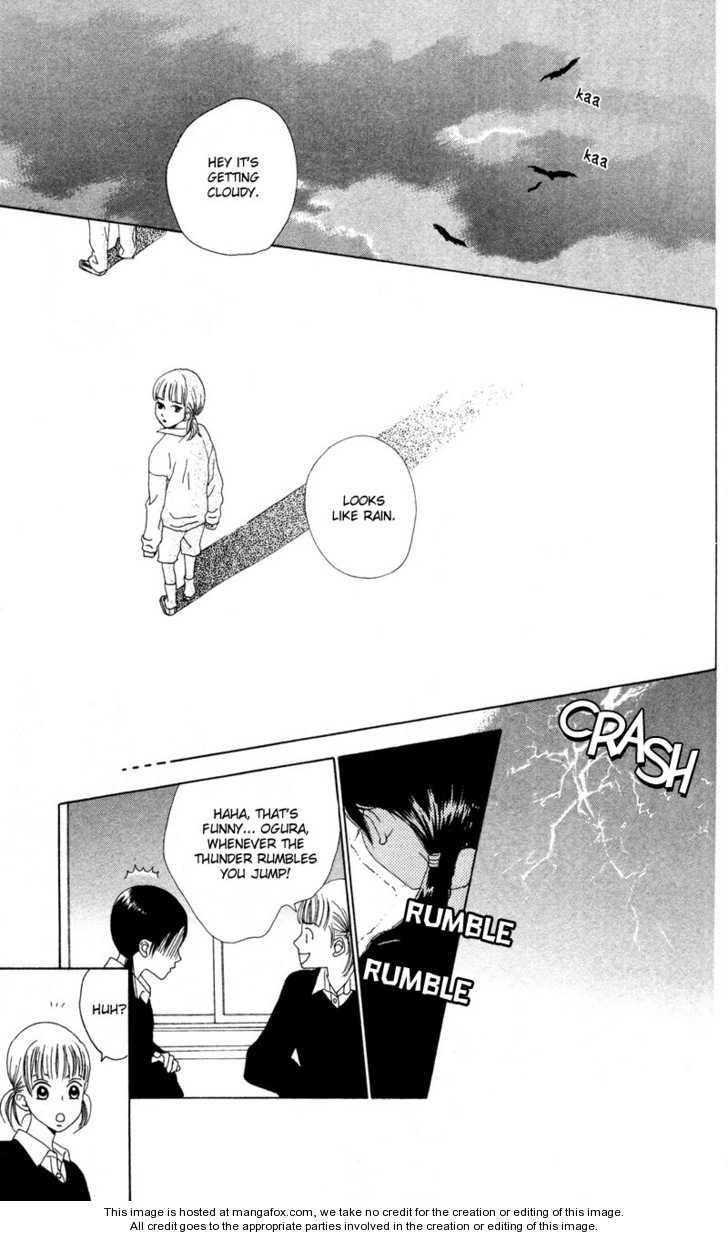 kaa
kaa
HEY IT'S
GETTING
CLOUDY.
LOOKS
LIKE RAIN.
CRASH
RUMBLE
RUMBLE
HAHA, THAT'S
FUNNY... OGURA,
WHENEVER THE
THUNDER RUMBLES
YOU JUMP!
HUH?
This image is hosted at mangafox.com, we take no credit for the creation or editing of this image.
All credit goes to the appropriate parties involved in the creation or editing of this image.